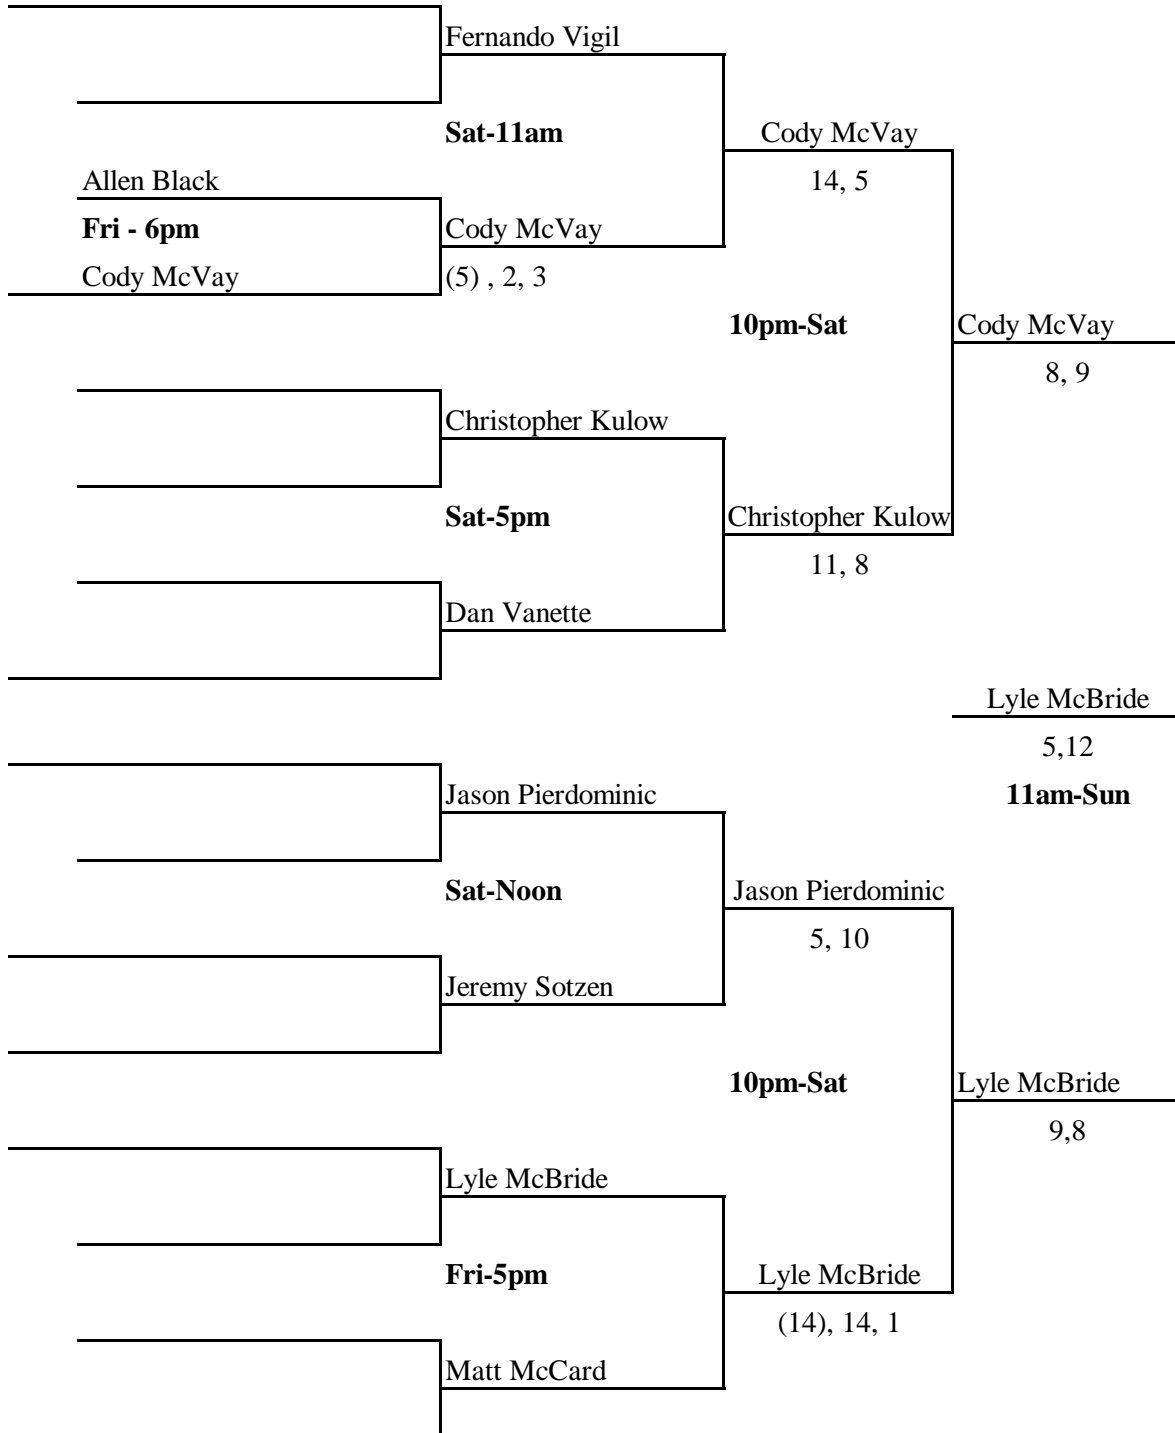 Fernando Vigil
Sat-11am
Cody McVay
Allen Black
14, 5
Fri - 6pm
Cody McVay
Cody McVay
(5) , 2, 3
10pm-Sat
Cody McVay
8, 9
Christopher Kulow
Sat-5pm
Christopher Kulow
11, 8
Dan Vanette
Lyle McBride
5,12
Jason Pierdominic
11am-Sun
Sat-Noon
Jason Pierdominic
5, 10
Jeremy Sotzen
10pm-Sat
Lyle McBride
9,8
Lyle McBride
Fri-5pm
Lyle McBride
(14), 14, 1
Matt McCard